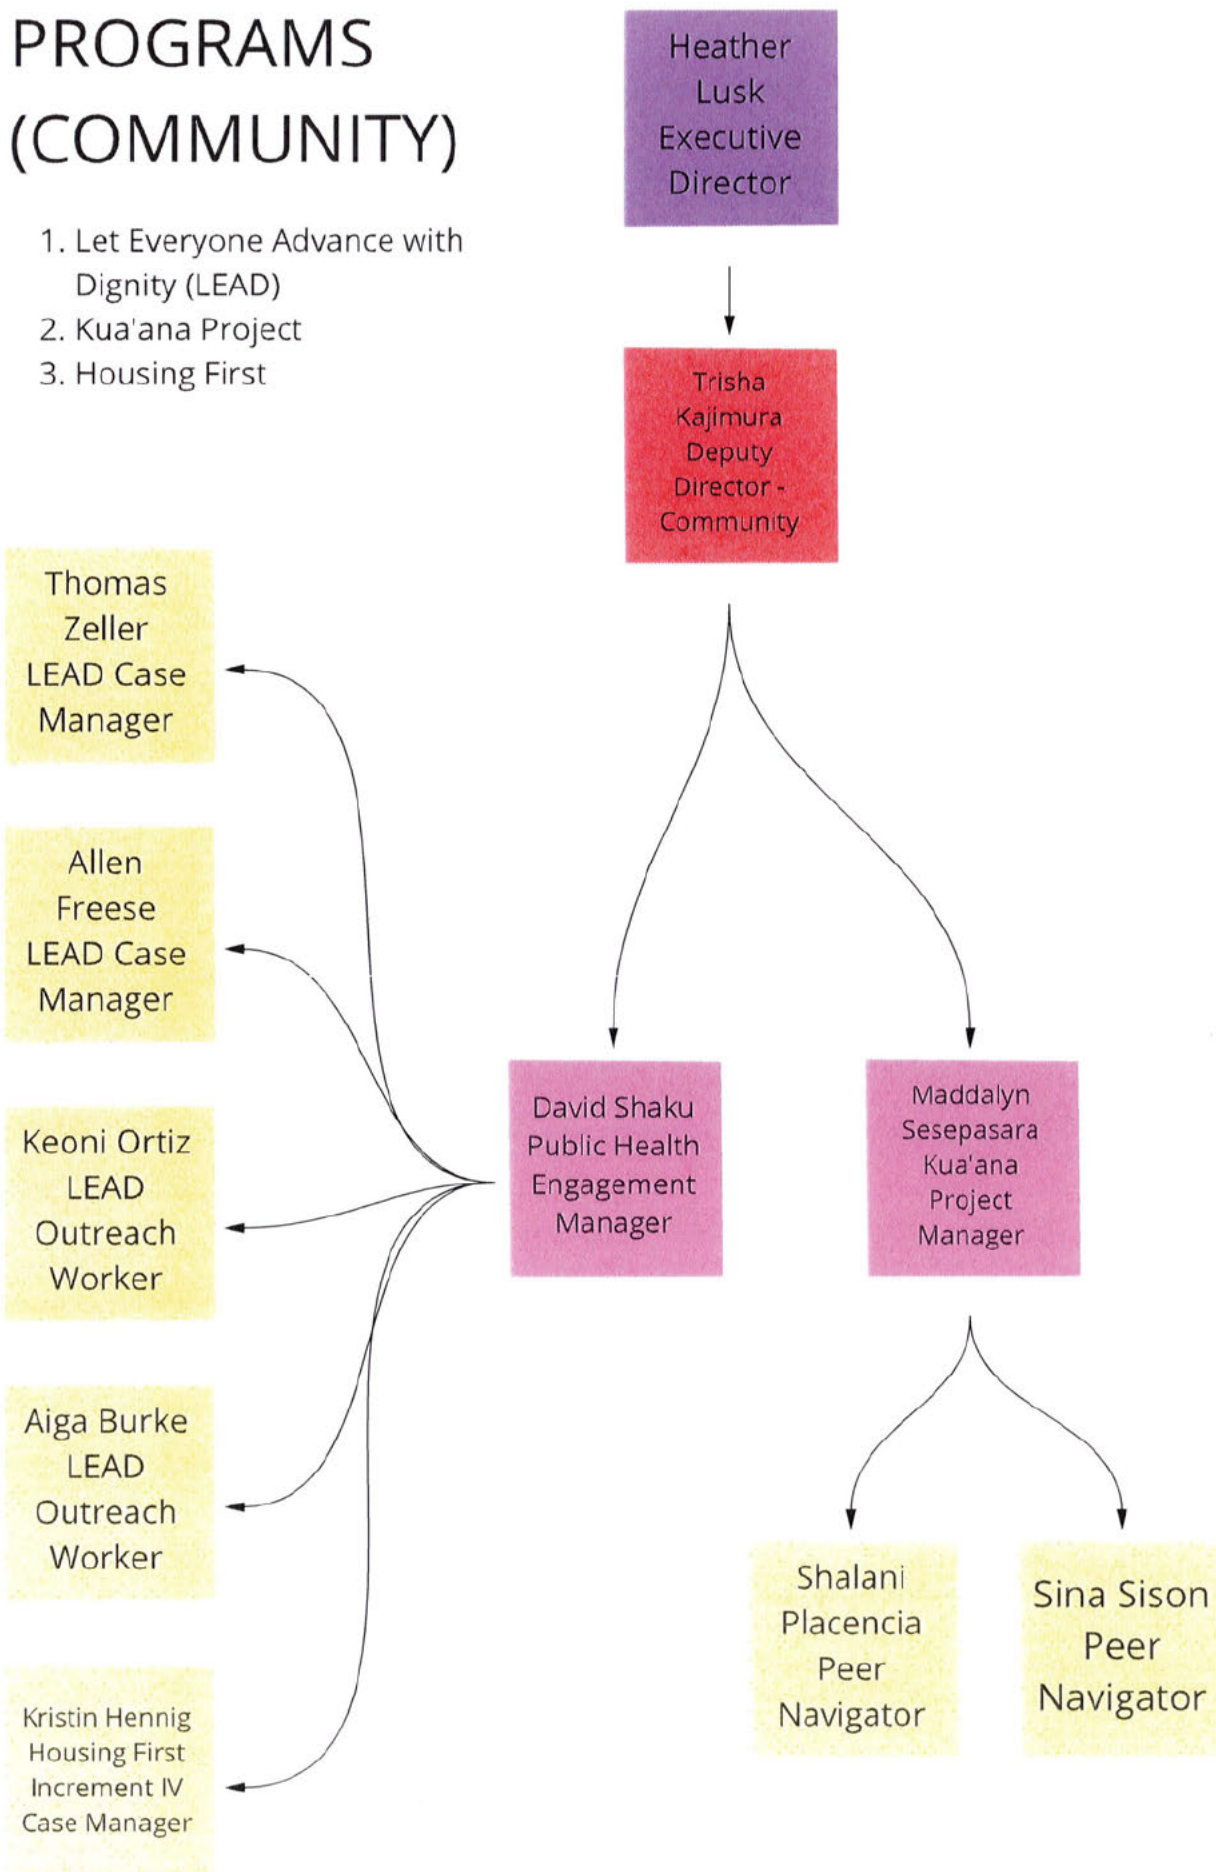 PROGRAMS
(COMMUNITY)
1. Let Everyone Advance with
Dignity (LEAD)
2. Kua'ana Project
3. Housing First
Heather
Lusk
Executive
Director
Trisha
Kajimura
Deputy
Director -
Community
Thomas
Zeller
LEAD Case
Manager
Allen
Freese
LEAD Case
Manager
Keoni Ortiz
LEAD
Outreach
Worker
Aiga Burke
LEAD
Outreach
Worker
Kristin Hennig
Housing First
Increment IV
Case Manager
David Shaku
Public Health
Engagement
Manager
Maddalyn
Sesepasara
Kua'ana
Project
Manager
Shalani
Placencia
Peer
Navigator
Sina Sison
Peer
Navigator